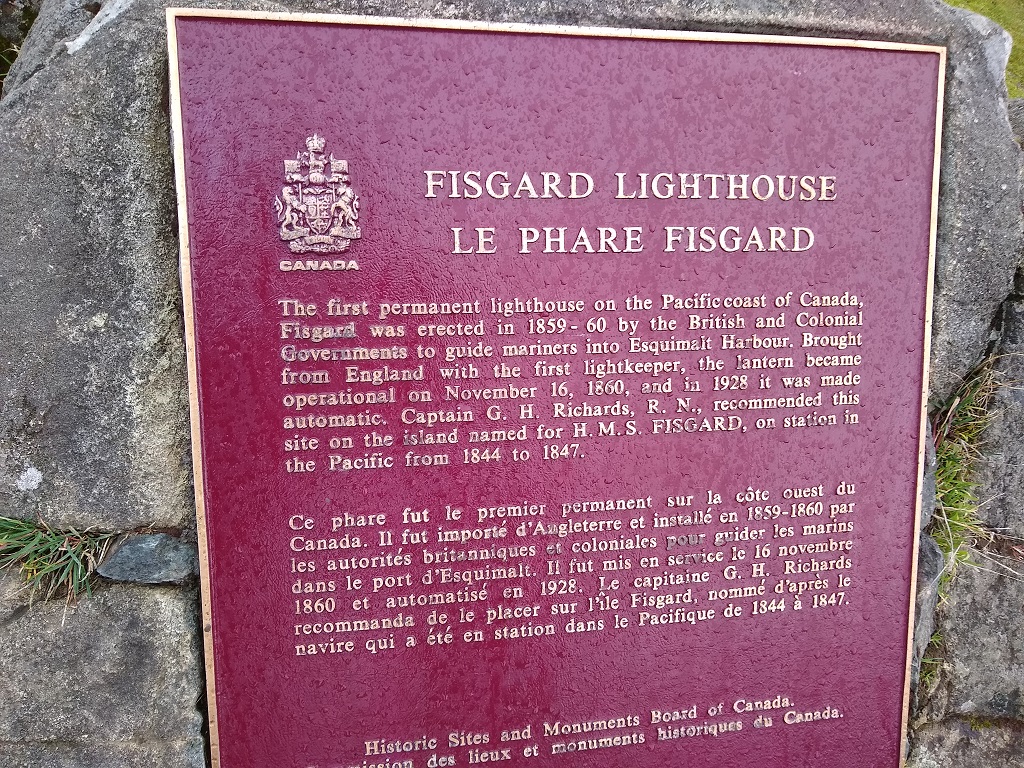 CANADA
FISGARD LIGHTHOUSE
LE PHARE FISGARD
The first permanent lighthouse on the Pacific coast of Canada,
Fisgard was erected in 1859-60 by the British and Colonial
Governments to guide mariners into Esquimalt Harbour. Brought
from England with the first lightkeeper, the lantern became
operational on November 16, 1860, and in 1928 it was made
automatic. Captain G. H. Richards, R. N., recommended this
site on the island named for H. M. S. FISGARD, on station in
the Pacific from 1844 to 1847.
Ce phare fut le premier permanent sur la côte ouest du
Canada. Il fut importé d'Angleterre et installé en 1859-1860 par
les autorités britanniques et coloniales pour guider les marins
dans le port d'Esquimalt. Il fut mis en service le 16 novembre
1860 et automatisé en 1928. Le capitaine G. H. Richards
recommanda de le placer sur l'île Fisgard, nommé d'après le
navire qui a été en station dans le Pacifique de 1844 à 1847.
Historic Sites and Monuments Board of Canada.
des lieux et monuments historiques du Canada.